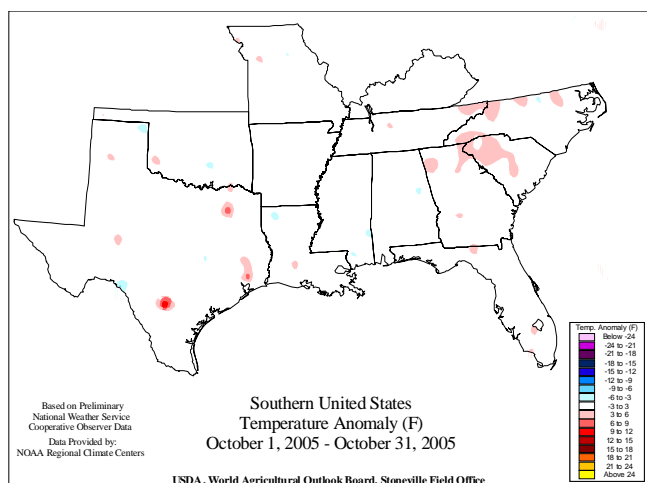 Temp. Anomaly (F)
Below -24
-24 to -21
-21 to -18
-18 to -15
-15 to -12
-12 to -9
-9 to -6
-6 to -3
-3 to 3
3 to 6
6 to 9
9 to 12
12 to 15
15 to 18
18 to 21
21 to 24
Above 24
Based on Preliminary
National Weather Service
Cooperative Observer Data
Data Provided by:
NOAA Regional Climate Centers
Southern United States
Temperature Anomaly (F)
October 1, 2005 - October 31, 2005
USDA, World Agricultural Outlook Board, Stoneville Field Office